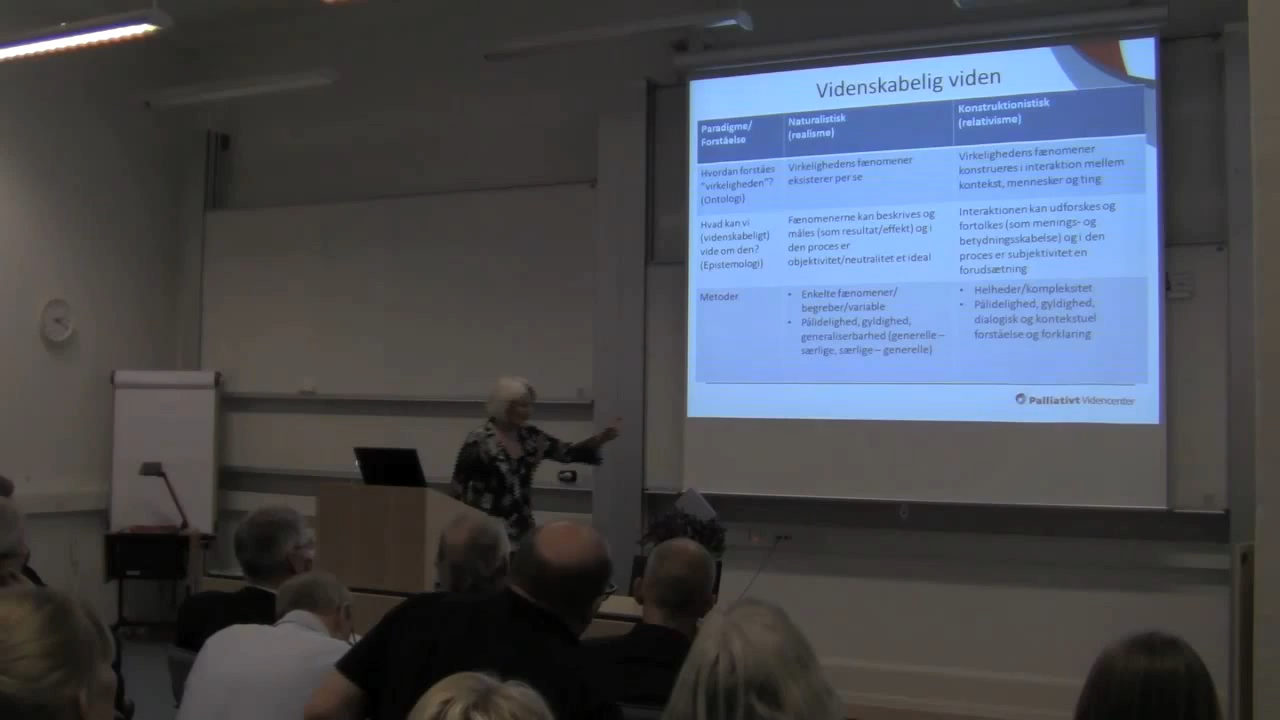 Videnskabelig viden
Paradigme/
Forståelse
Naturalistisk
(realisme)
Konstruktionistisk
(relativisme)
Hvordan forståes
"virkeligheden"?
(Ontologi)
Virkelighedens fænomener
eksisterer per se
Virkelighedens fænomener
konstrueres i interaktion mellem
kontekst, mennesker og ting
Hvad kan vi
(videnskabeligt)
vide om den?
(Epistemologi)
Fænomenerne kan beskrives og
måles (som resultat/effekt) og i
den proces er
objektivitet/neutralitet et ideal
Interaktionen kan udforskes og
fortolkes (som menings- og
betydningsskabelse) og i den
proces er subjektivitet en
forudsætning
Metoder
• Enkelte fænomener/
begreber/variable
• Pålidelighed, gyldighed,
generaliserbarhed (generelle –
særlige, særlige – generelle)
• Helheder/kompleksitet
• Pålidelighed, gyldighed,
dialogisk og kontekstuel
forståelse og forklaring
Palliativt Videncenter